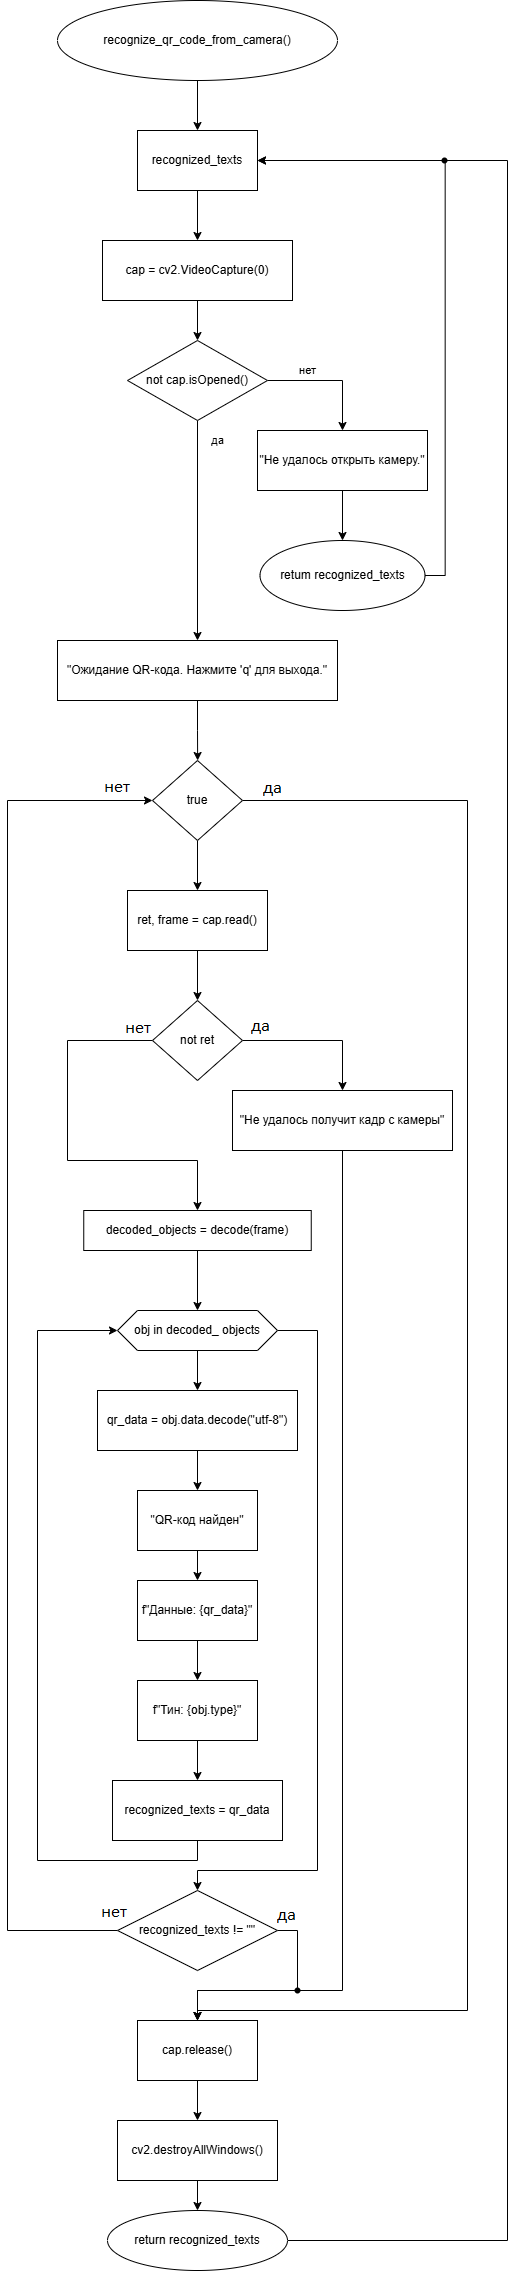 recognize_qr_code_from_camera()
recognized_texts
cap = cv2.VideoCapture(0)
not cap.isOpened()
нет
да
"Не удалось открыть камеру."
return recognized_texts
"Ожидание QR-кода. Нажмите 'q' для выхода."
нет
true
да
ret, frame = cap.read()
нет
not ret
да
"Не удалось получит кадр с камеры"
decoded_objects = decode(frame)
obj in decoded_ objects
qr_data = obj.data.decode("utf-8")
"QR-код найден"
f"Данные: {qr_data}"
f"Тин: {obj.type}"
recognized_texts = qr_data
нет
recognized_texts != ""
да
cap.release()
cv2.destroyAllWindows()
return recognized_texts